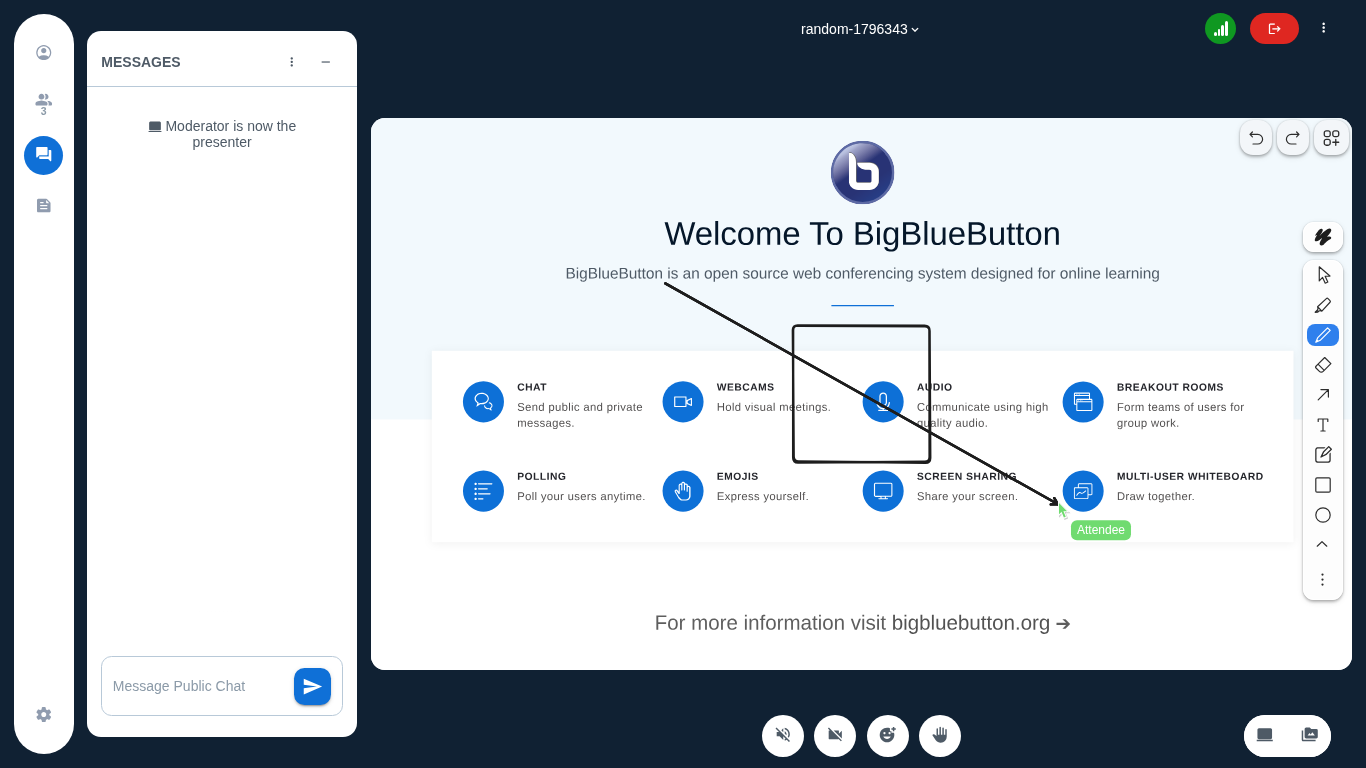 random-1796343
MESSAGES
3
Moderator is now the
presenter
Message Public Chat
Welcome To BigBlueButton
BigBlueButton is an open source web conferencing system designed for online learning
CHAT
Send public and private
messages.
WEBCAMS
Hold visual meetings.
AUDIO
Communicate using high
quality audio.
BREAKOUT ROOMS
Form teams of users for
group work.
POLLING
Poll your users anytime.
EMOJIS
Express yourself.
SCREEN SHARING
Share your screen.
MULTI-USER WHITEBOARD
Draw together.
Attendee
For more information visit bigbluebutton.org ➔